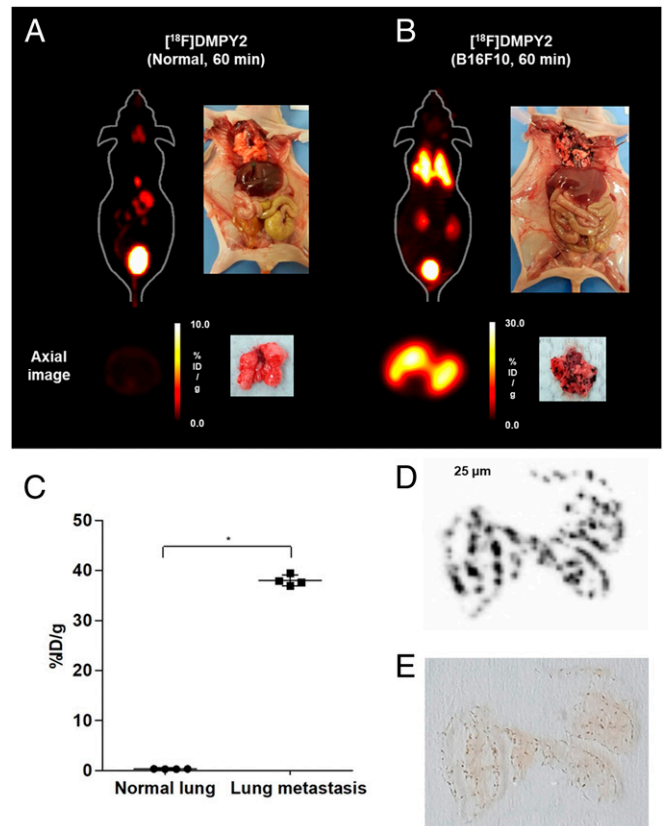 A
[¹⁸F]DMPY2
(Normal, 60 min)
B
[¹⁸F]DMPY2
(B16F10, 60 min)
Axial
image
10.0
%
ID
/
g
0.0
30.0
%
ID
/
g
0.0
C
50
40
30
20
10
0
%ID/g
*
Normal lung
Lung metastasis
D
25 µm
E